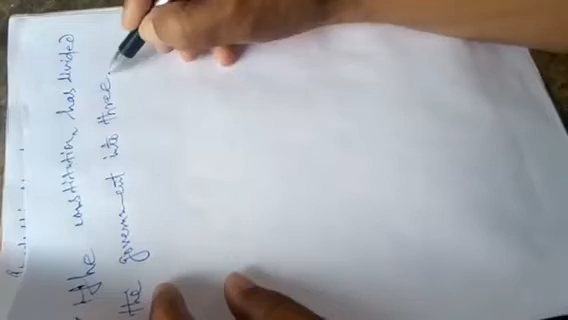 The constitution has divided
the government into three